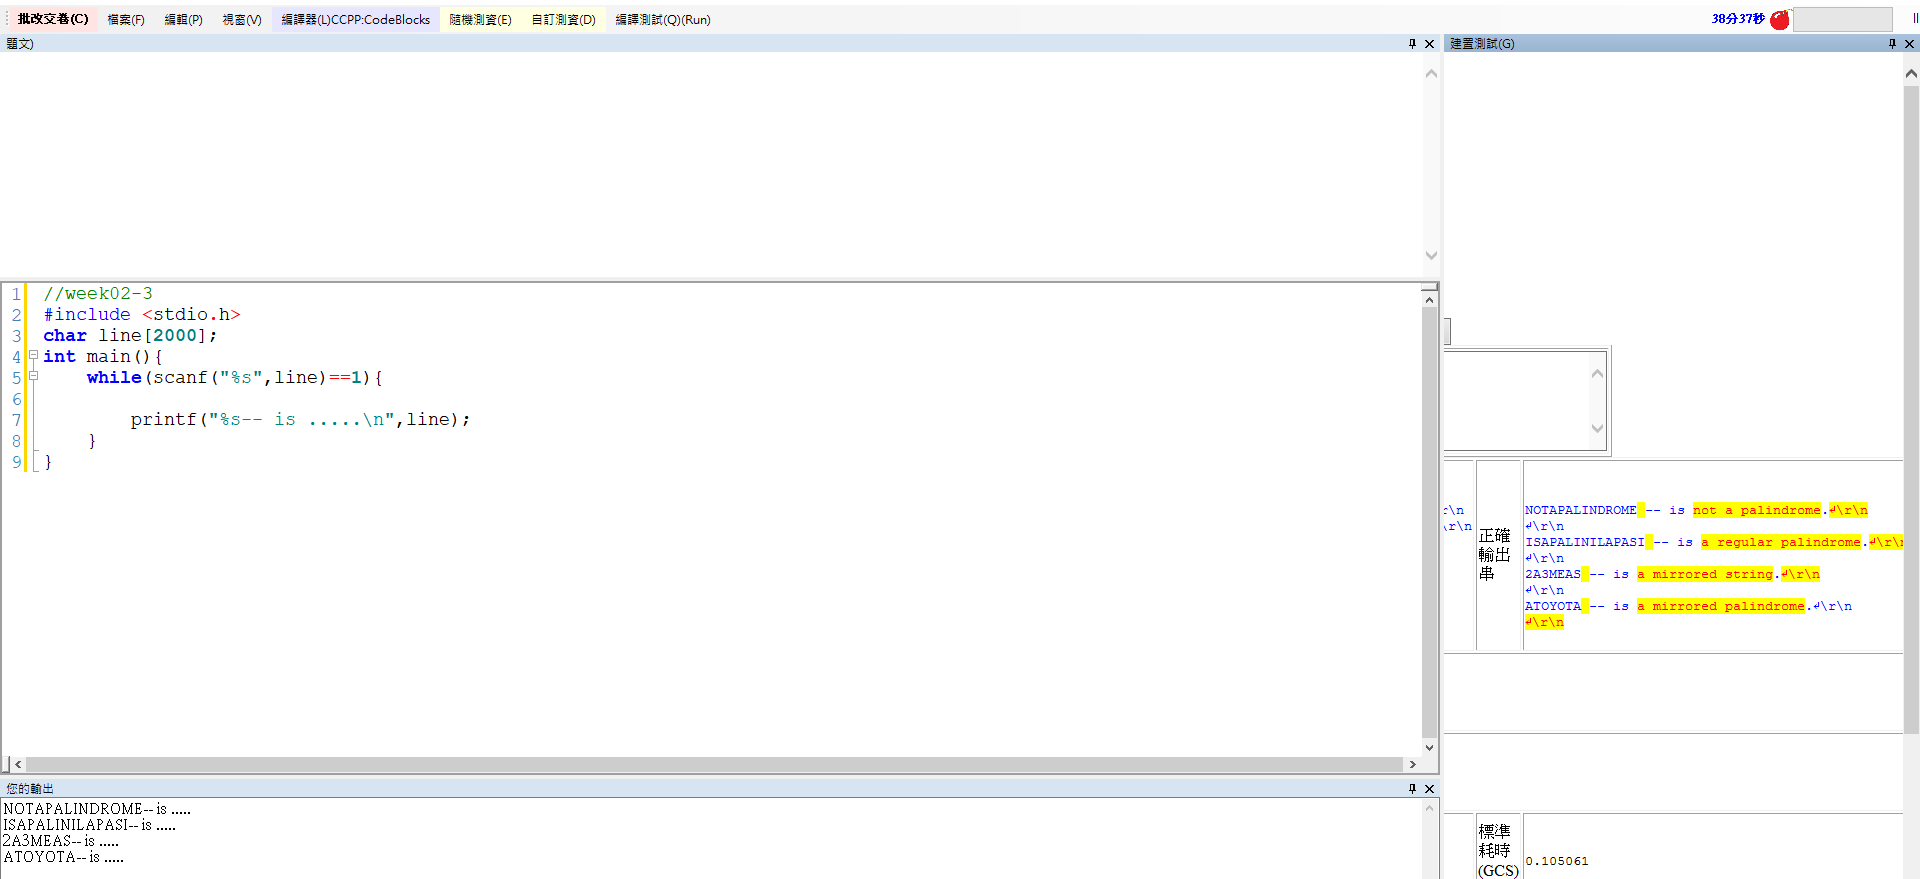 批改交卷(C) 檔案(F) 編輯(P) 視窗(V) 編譯器(L)CCPP:CodeBlocks 隨機測資(E) 自訂測資(D) 編譯測試(Q)(Run) 38分37秒
題文)
建置測試(G)
1 //week02-3
2 #include <stdio.h>
3 char line[2000];
4 int main(){
5 while(scanf("%s",line)==1){
6
7 printf("%s-- is .....\n",line);
8 }
9 }
您的輸出
NOTAPALINDROME-- is .....
ISAPALINILAPASI-- is .....
2A3MEAS-- is .....
ATOYOTA-- is .....
r\n
\r\n
正確
輸出
串
NOTAPALINDROME -- is not a palindrome.↲\r\n
↲\r\n
ISAPALINILAPASI -- is a regular palindrome.↲\r\n
↲\r\n
2A3MEAS -- is a mirrored string.↲\r\n
↲\r\n
ATOYOTA -- is a mirrored palindrome.↲\r\n
↲\r\n
標準
耗時
(GCS)
0.105061